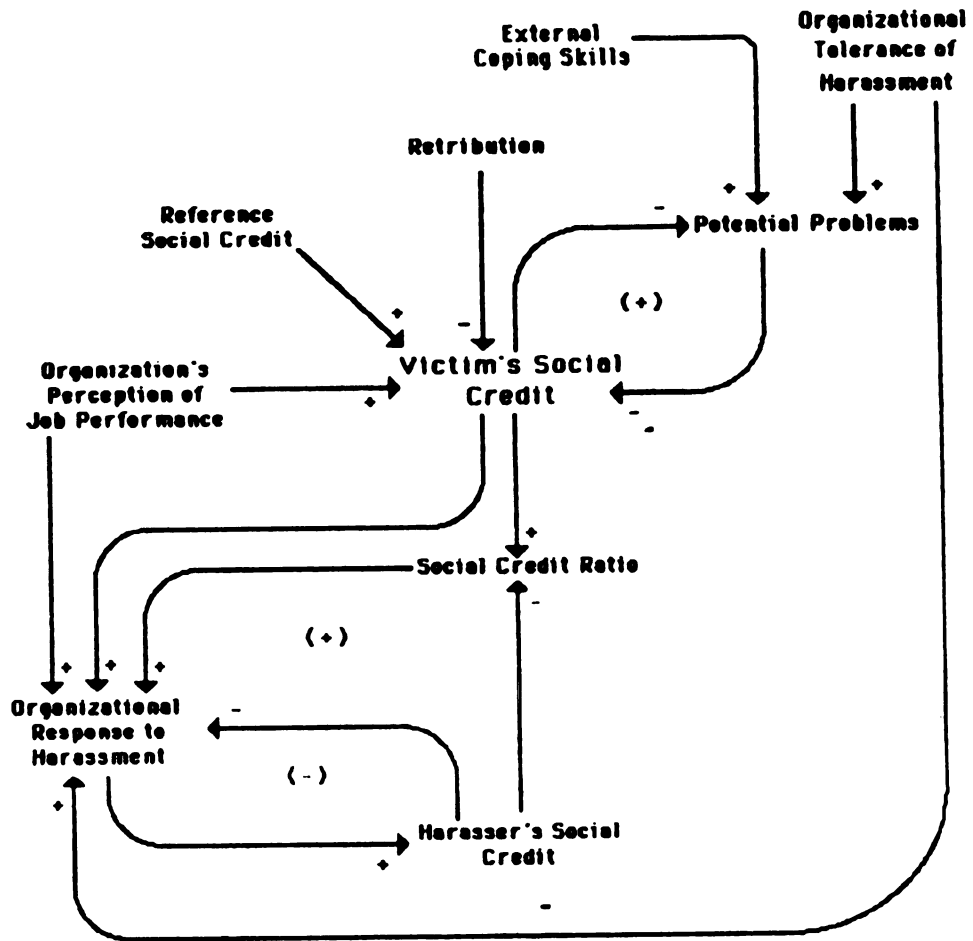 External
Coping Skills
Organizational
Tolerance of
Harassment
Retribution
Reference
Social Credit
+
+
-
Potential Problems
+
-
(+)
Organization's
Perception of
Job Performance
+
Victim's Social
Credit
-
-
+
Social Credit Ratio
-
(+)
+
+
+
Organizational
Response to
Harassment
-
(-)
+
Harasser's Social
Credit
+
-